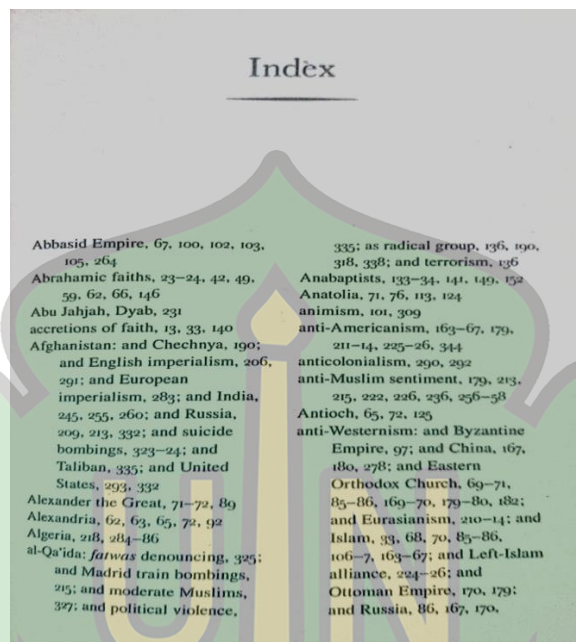 Index
Abbasid Empire, 67, 100, 102, 103,
105, 264
Abrahamic faiths, 23–24, 42, 49,
59, 62, 66, 146
Abu Jahjah, Dyab, 231
accretions of faith, 13, 33, 140
Afghanistan: and Chechnya, 190;
and English imperialism, 206,
291; and European
imperialism, 283; and India,
245, 255, 260; and Russia,
209, 213, 332; and suicide
bombings, 323–24; and
Taliban, 335; and United
States, 293, 332
Alexander the Great, 71–72, 89
Alexandria, 62, 63, 65, 72, 92
Algeria, 218, 284–86
al-Qa'ida: fatwas denouncing, 325;
and Madrid train bombings,
215; and moderate Muslims,
327; and political violence,
335; as radical group, 136, 190,
318, 338; and terrorism, 136
Anabaptists, 133–34, 141, 149, 152
Anatolia, 71, 76, 113, 124
animism, 101, 309
anti-Americanism, 163–67, 179,
211–14, 225–26, 344
anticolonialism, 290, 292
anti-Muslim sentiment, 179, 213,
215, 222, 226, 236, 256–58
Antioch, 65, 72, 125
anti-Westernism: and Byzantine
Empire, 97; and China, 167,
180, 278; and Eastern
Orthodox Church, 69–71,
85–86, 169–70, 179–80, 182;
and Eurasianism, 210–14; and
Islam, 33, 68, 70, 85–86,
106–7, 163–67; and Left-Islam
alliance, 224–26; and
Ottoman Empire, 170, 179;
and Russia, 86, 167, 170,
UIN